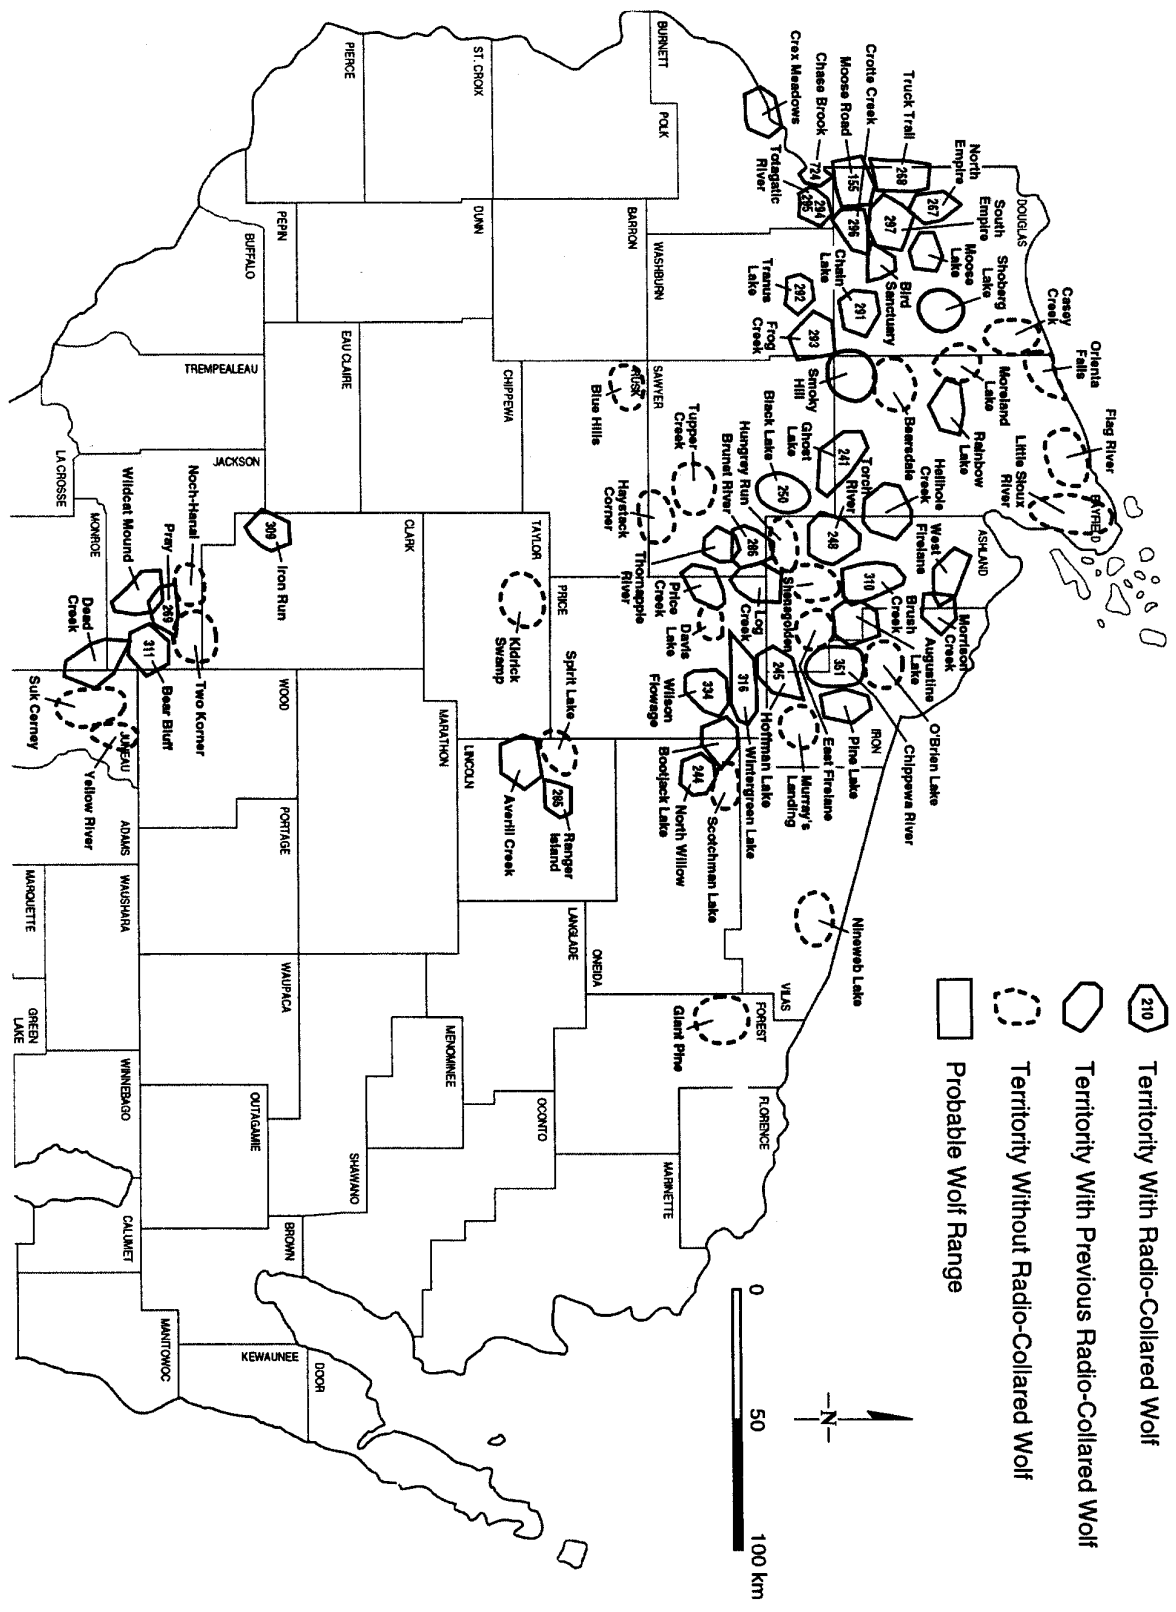 210
Territority With Radio-Collared Wolf
Territority With Previous Radio-Collared Wolf
Territority Without Radio-Collared Wolf
Probable Wolf Range
0
50
100 km
N
Flag River
Orienta
Falls
Casey
Creek
Shoberg
Lake
Moose
Lake
South
Empire
North
Empire
Truck Trail
Crotte Creek
Moose Road
Chase Brook
Crex Meadows
Totagatic
River
DOUGLAS
BAYFIELD
ASHLAND
IRON
VILAS
FOREST
FLORENCE
BURNETT
POLK
WASHBURN
SAWYER
BARRON
RUSK
PRICE
ONEIDA
MARINETTE
ST. CROIX
DUNN
CHIPPEWA
TAYLOR
LINCOLN
LANGLADE
OCONTO
MENOMINEE
PIERCE
PEPIN
BUFFALO
EAU CLAIRE
CLARK
MARATHON
SHAWANO
TREMPEALEAU
JACKSON
WOOD
PORTAGE
WAUPACA
OUTAGAMIE
BROWN
KEWAUNEE
DOOR
LA CROSSE
MONROE
JUNEAU
ADAMS
WAUSHARA
MARQUETTE
GREEN
LAKE
WINNEBAGO
CALUMET
MANITOWOC
268
267
297
155
724
294
295
296
292
291
293
241
250
248
286
310
351
245
316
334
244
285
309
269
311
Bird
Sanctuary
Chain
Lake
Tranus
Lake
Frog
Creek
Smoky
Hill
Moreland
Lake
Rainbow
Lake
Bearsdale
Little Sioux
River
Hellhole
Creek
Torch
River
Ghost
Lake
Black Lake
Hungrey Run
Brunet River
Tupper
Creek
Blue Hills
Haystack
Corner
Thornapple
River
Price
Creek
Davis
Lake
Log
Creek
Shanagolden
West
Firelane
Morrison
Creek
Brush
Creek
Augustine
Lake
O'Brien Lake
Chippewa River
Pine Lake
East Firelane
Murray's
Landing
Hoffman Lake
Wintergreen Lake
Wilson
Flowage
Scotchman Lake
North Willow
Bootjack Lake
Spirit Lake
Kidrick
Swamp
Ranger
Island
Averill Creek
Nineweb Lake
Giant Pine
Iron Run
Noch-Hanai
Pray
Wildcat Mound
Dead
Creek
Two Korner
Bear Bluff
Suk Cerney
Yellow River